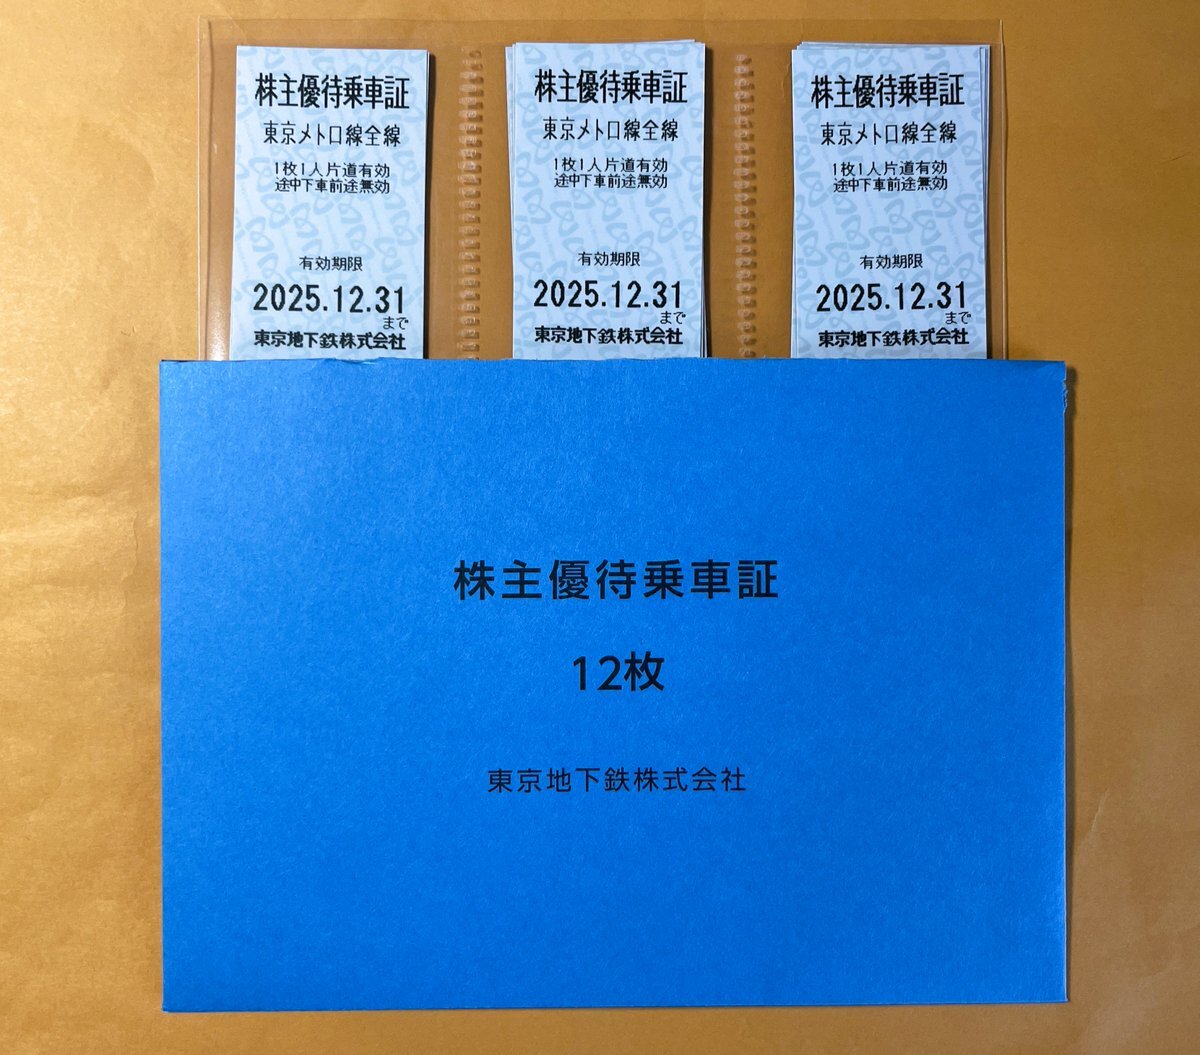 株主優待乗車証
東京メトロ線全線
1枚1人片道有効
途中下車前途無効
有効期限
2025.12.31
まで
東京地下鉄株式会社
株主優待乗車証
東京メトロ線全線
1枚1人片道有効
途中下車前途無効
有効期限
2025.12.31
まで
東京地下鉄株式会社
株主優待乗車証
東京メトロ線全線
1枚1人片道有効
途中下車前途無効
有効期限
2025.12.31
まで
東京地下鉄株式会社
株主優待乗車証
12枚
東京地下鉄株式会社